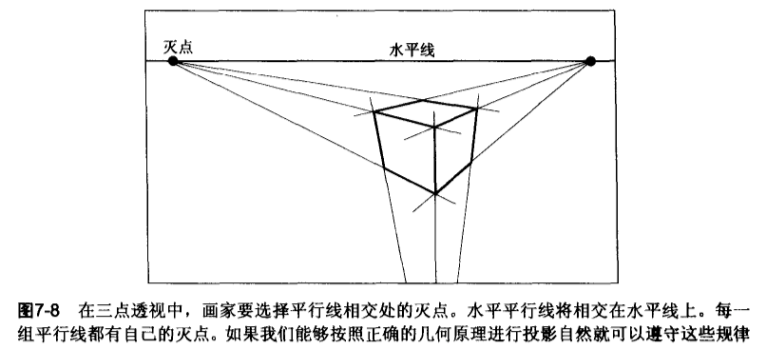 灭点
水平线
图7-8 在三点透视中，画家要选择平行线相交处的灭点。水平平行线将相交在水平线上。每一
组平行线都有自己的灭点。如果我们能够按照正确的几何原理进行投影自然就可以遵守这些规律